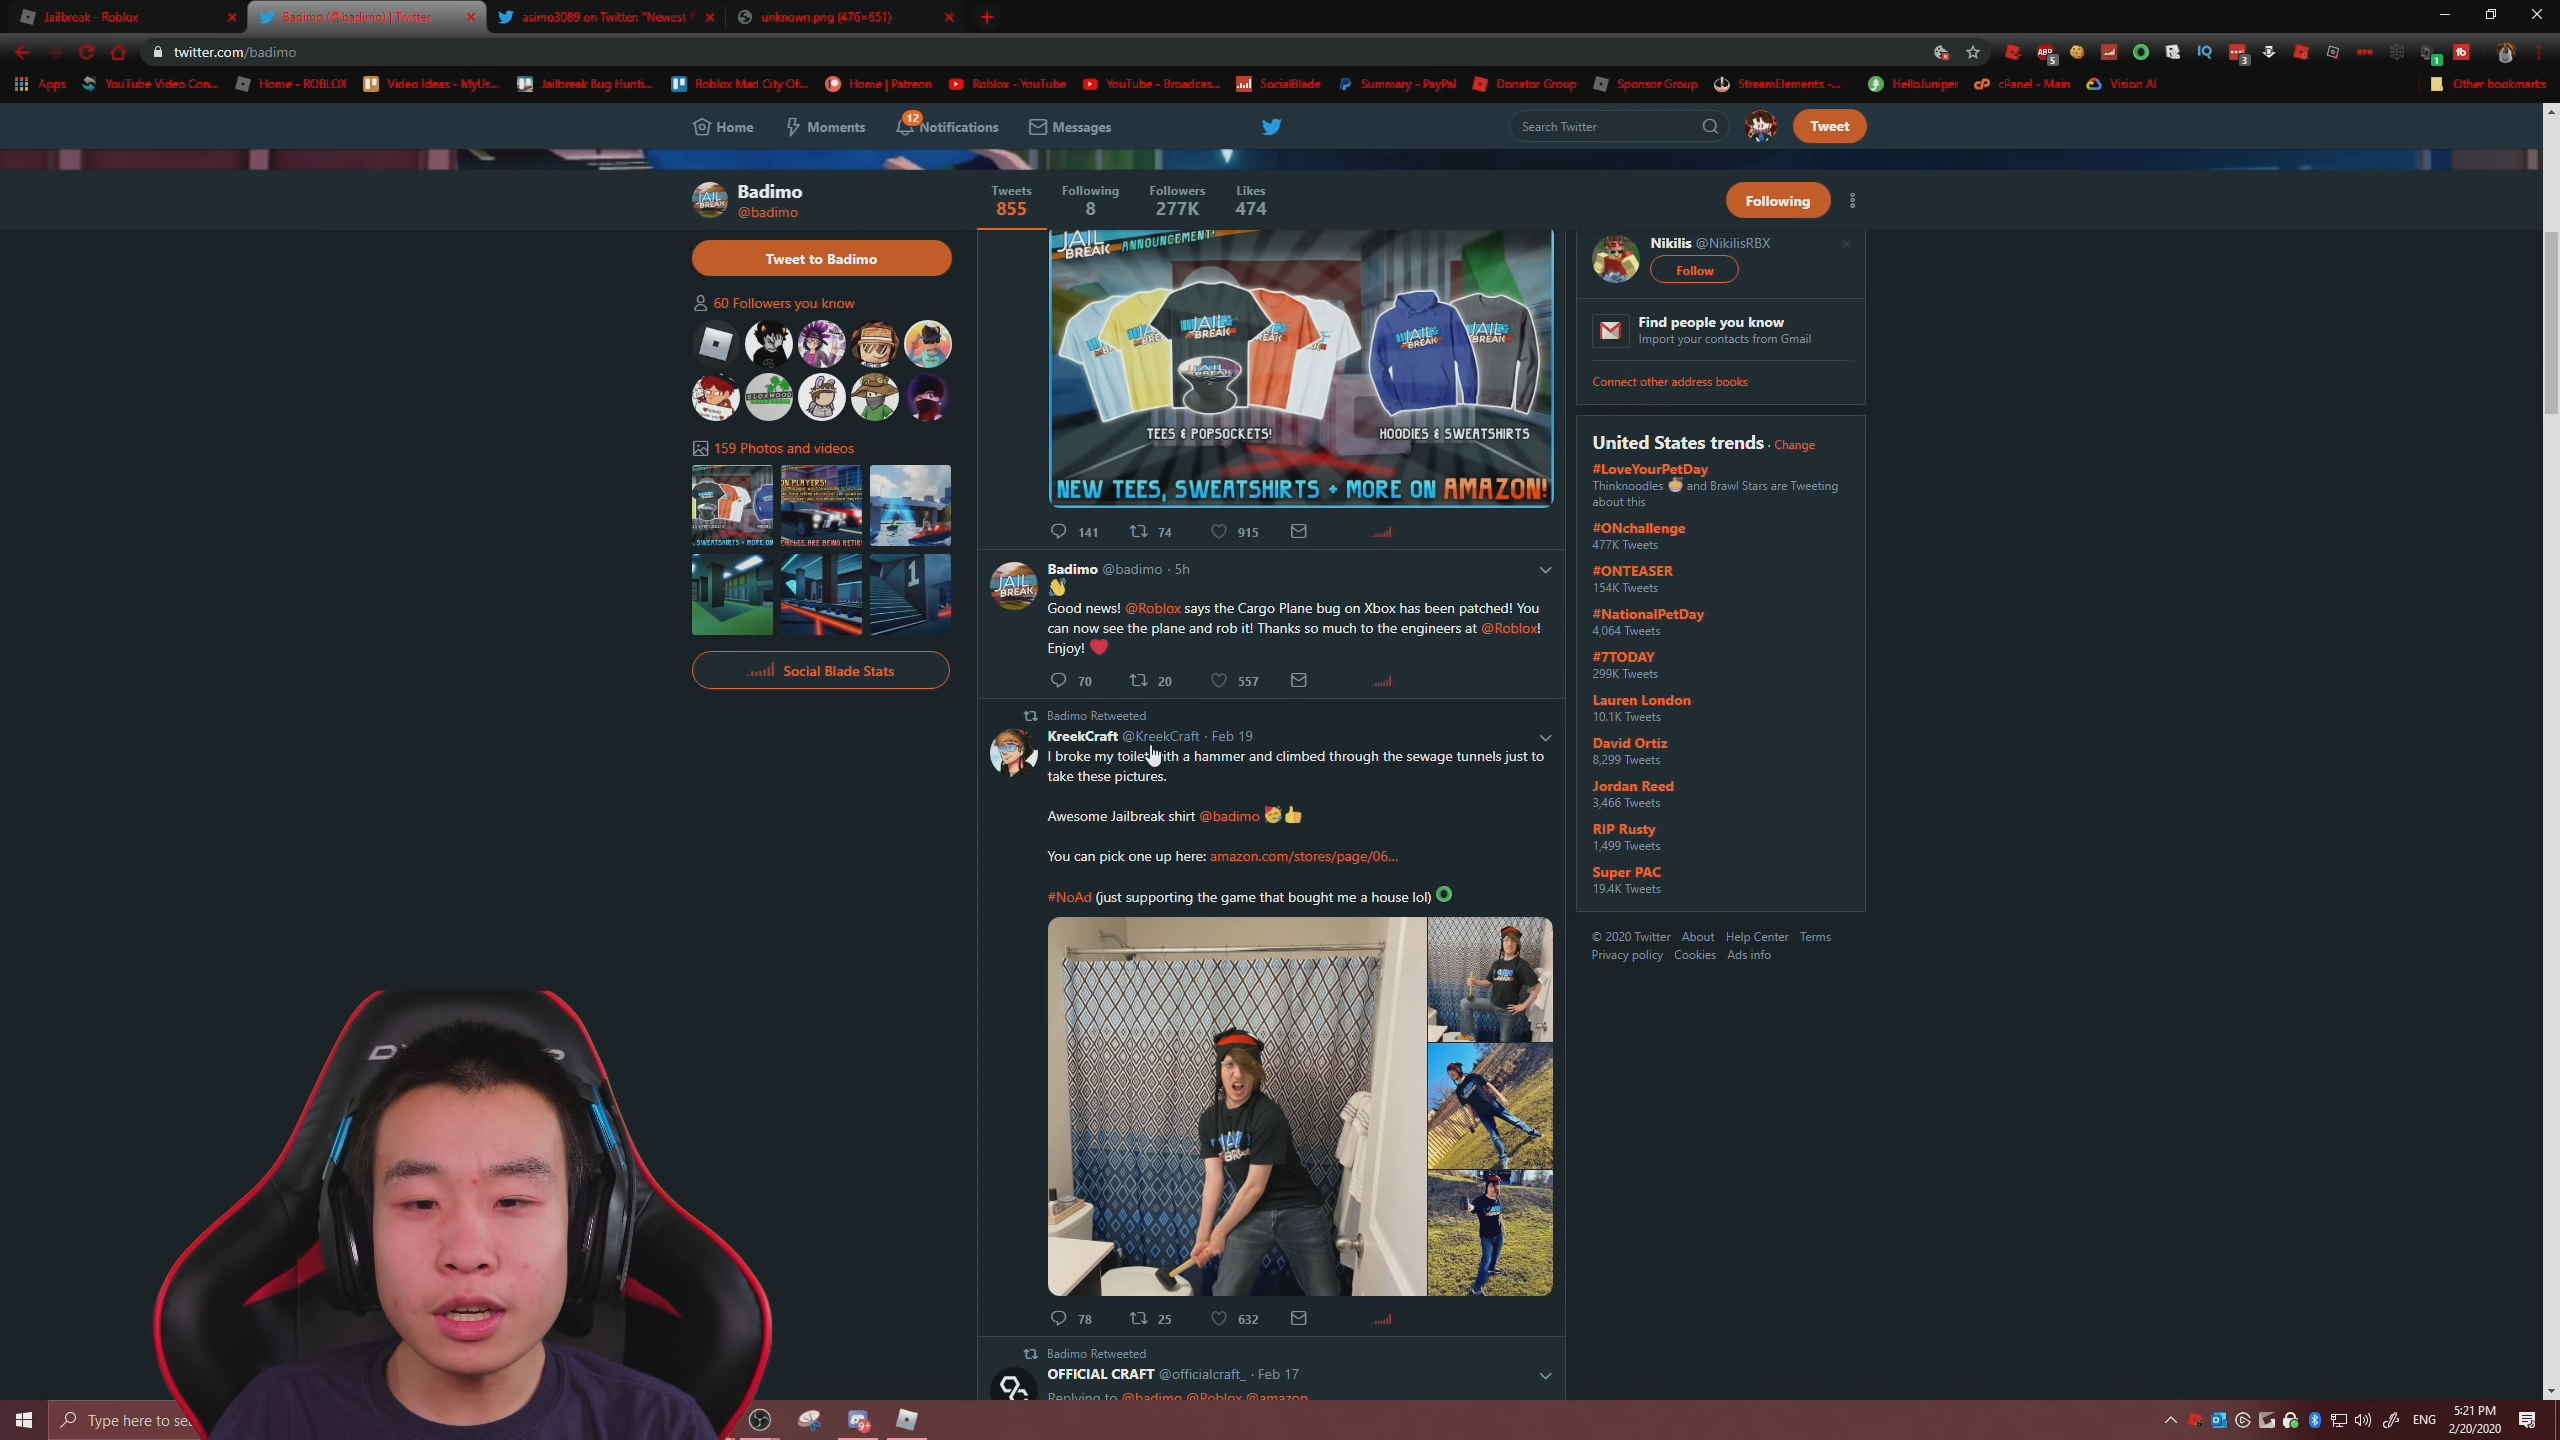 Jailbreak - Roblox
Badimo (@badimo) | Twitter
asimo3089 on Twitter: "Newest
unknown.png (476×651)
twitter.com/badimo
Apps
YouTube Video Con...
Home - ROBLOX
Video Ideas - MyUs...
Jailbreak Bug Hunti...
Roblox Mad City Of...
Home | Patreon
Roblox - YouTube
YouTube - Broadcas...
SocialBlade
Summary - PayPal
Donator Group
Sponsor Group
StreamElements -...
HelloJuniper
cPanel - Main
Vision AI
Other bookmarks
Home
Moments
12
Notifications
Messages
Search Twitter
Tweet
Badimo
@badimo
Tweets
855
Following
8
Followers
277K
Likes
474
Following
Tweet to Badimo
60 Followers you know
159 Photos and videos
Social Blade Stats
JAIL
BREAK
ANNOUNCEMENT!
TEES & POPSOCKETS!
HOODIES & SWEATSHIRTS
NEW TEES, SWEATSHIRTS + MORE ON AMAZON!
141
74
915
Badimo @badimo · 5h
👋
Good news! @Roblox says the Cargo Plane bug on Xbox has been patched! You
can now see the plane and rob it! Thanks so much to the engineers at @Roblox!
Enjoy! ❤️
70
20
557
Badimo Retweeted
KreekCraft @KreekCraft · Feb 19
I broke my toilet with a hammer and climbed through the sewage tunnels just to
take these pictures.
Awesome Jailbreak shirt @badimo 🥳👍
You can pick one up here: amazon.com/stores/page/06...
#NoAd (just supporting the game that bought me a house lol)
78
25
632
Badimo Retweeted
OFFICIAL CRAFT @officialcraft_ · Feb 17
Replying to @badimo @Roblox @amazon
Nikilis @NikilisRBX
Follow
Find people you know
Import your contacts from Gmail
Connect other address books
United States trends · Change
#LoveYourPetDay
Thinknoodles 🍜 and Brawl Stars are Tweeting
about this
#ONchallenge
477K Tweets
#ONTEASER
154K Tweets
#NationalPetDay
4,064 Tweets
#7TODAY
299K Tweets
Lauren London
10.1K Tweets
David Ortiz
8,299 Tweets
Jordan Reed
3,466 Tweets
RIP Rusty
1,499 Tweets
Super PAC
19.4K Tweets
© 2020 Twitter About Help Center Terms
Privacy policy Cookies Ads info
Type here to
ENG
5:21 PM
2/20/2020